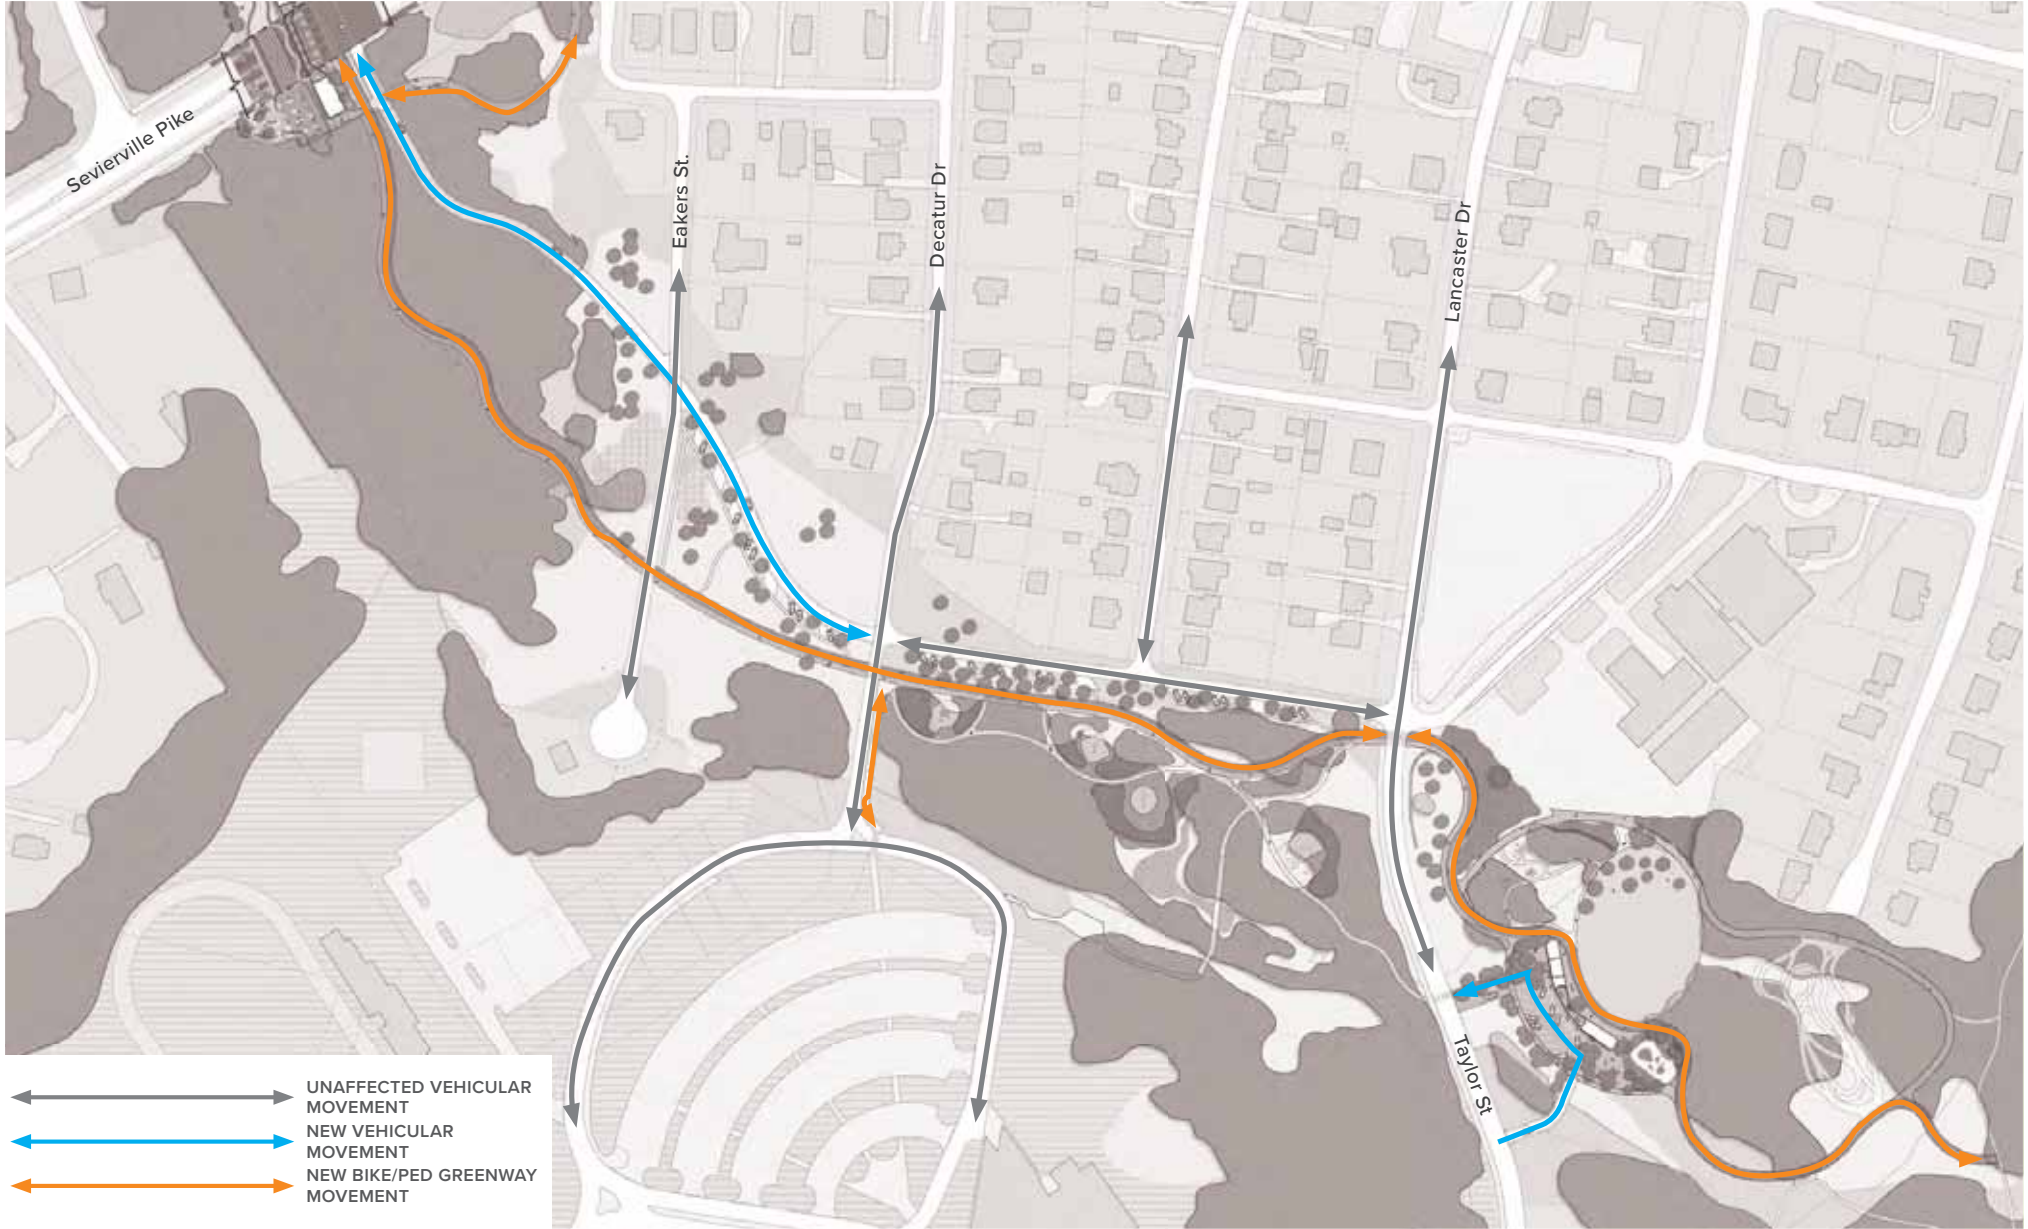 Sevierville Pike
Eakers St.
Decatur Dr
Lancaster Dr
Taylor St
UNAFFECTED VEHICULAR
MOVEMENT
NEW VEHICULAR
MOVEMENT
NEW BIKE/PED GREENWAY
MOVEMENT